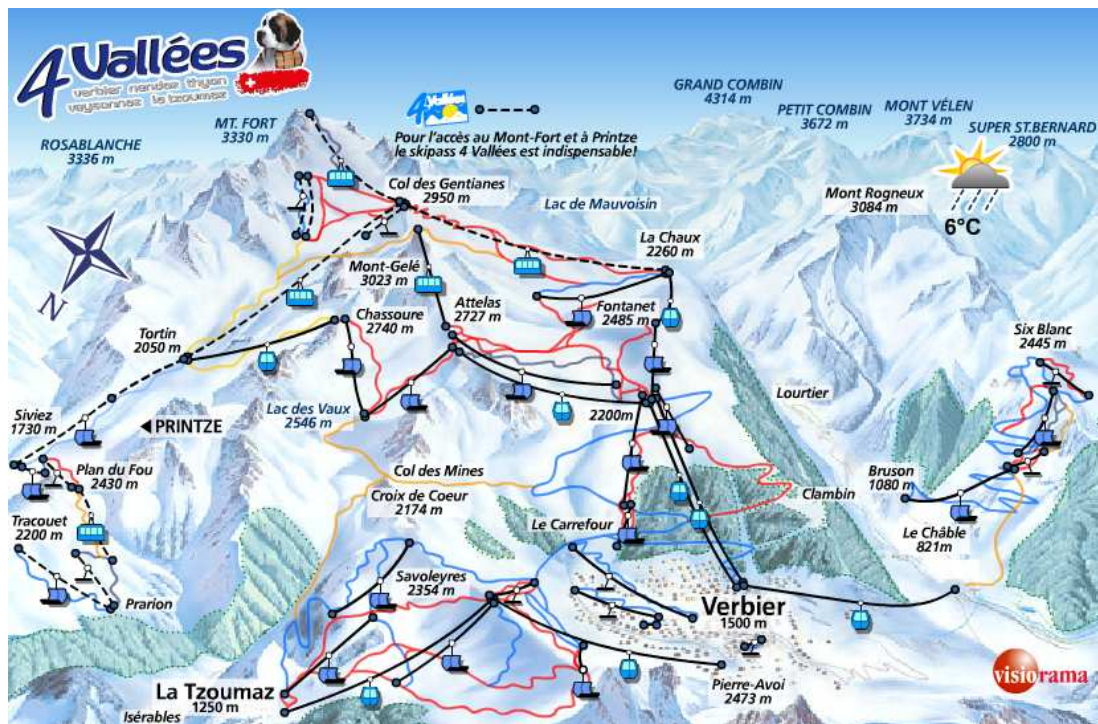 4 Vallées
verbier nendaz thyon
veysonnaz la tzoumaz
4 Vallées
Pour l'accès au Mont-Fort et à Printze
le skipass 4 Vallées est indispensable!
GRAND COMBIN
4314 m
PETIT COMBIN
3672 m
MONT VÉLEN
3734 m
SUPER ST.BERNARD
2800 m
ROSABLANCHE
3336 m
MT. FORT
3330 m
Col des Gentianes
2950 m
Lac de Mauvoisin
Mont Rogneux
3084 m
6°C
La Chaux
2260 m
N
Mont-Gelé
3023 m
Attelas
2727 m
Fontanet
2485 m
Chassoure
2740 m
Tortin
2050 m
Six Blanc
2445 m
Lourtier
Siviez
1730 m
PRINTZE
Lac des Vaux
2546 m
2200m
Plan du Fou
2430 m
Col des Mines
Croix de Coeur
2174 m
Clambin
Bruson
1080 m
Le Châble
821m
Tracouet
2200 m
Le Carrefour
Prarion
Savoleyres
2354 m
Verbier
1500 m
La Tzoumaz
1250 m
Isérables
Pierre-Avoi
2473 m
visiorama